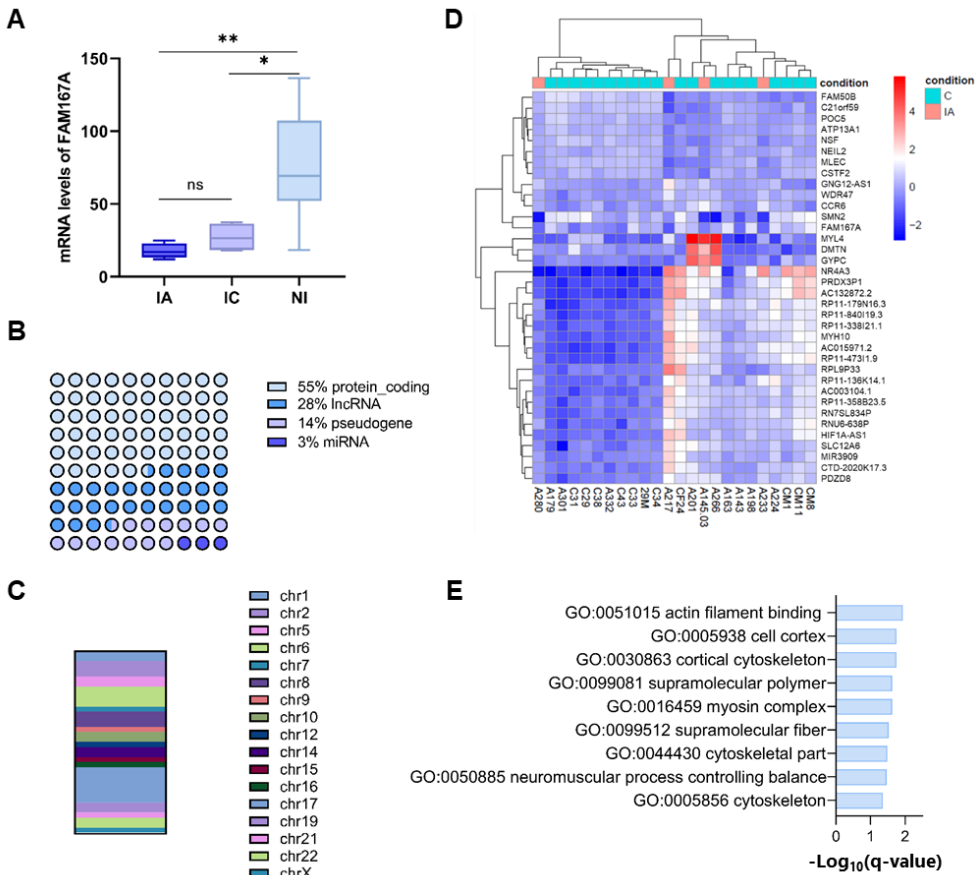 A
mRNA levels of FAM167A
150
100
50
0
**
*
ns
IA
IC
NI
B
55% protein_coding
28% lncRNA
14% pseudogene
3% miRNA
C
chr1
chr2
chr5
chr6
chr7
chr8
chr9
chr10
chr12
chr14
chr15
chr16
chr17
chr19
chr21
chr22
chrX
D
condition
FAM50B
C21orf59
POC5
ATP13A1
NSF
NEIL2
MLEC
CSTF2
GNG12-AS1
WDR47
CCR6
SMN2
FAM167A
MYL4
DMTN
GYPC
NR4A3
PRDX3P1
AC132872.2
RP11-179N16.3
RP11-840I19.3
RP11-338I21.1
MYH10
AC015971.2
RP11-473I1.9
RPL9P33
RP11-136K14.1
AC003104.1
RP11-358B23.5
RN7SL834P
RNU6-638P
HIF1A-AS1
SLC12A6
MIR3909
CTD-2020K17.3
PDZD8
A280
A179
A301
C31
C29
C38
A332
C43
C33
29M
C34
A217
CF24
A201
A145.03
A266
A163
A143
A198
A233
A224
CM1
CM11
CM8
4
2
0
−2
condition
C
IA
E
GO:0051015 actin filament binding
GO:0005938 cell cortex
GO:0030863 cortical cytoskeleton
GO:0099081 supramolecular polymer
GO:0016459 myosin complex
GO:0099512 supramolecular fiber
GO:0044430 cytoskeletal part
GO:0050885 neuromuscular process controlling balance
GO:0005856 cytoskeleton
0 1 2
-Log10(q-value)